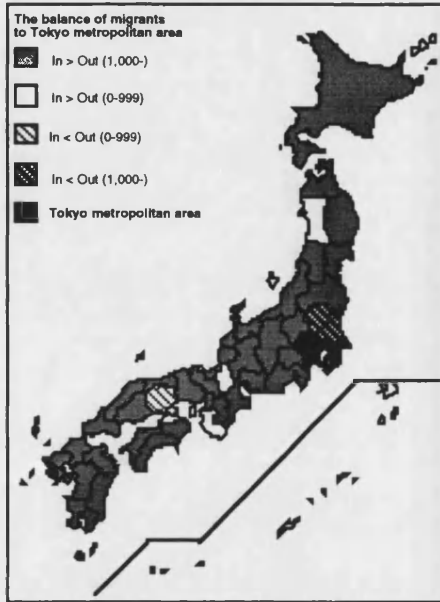 The balance of migrants
to Tokyo metropolitan area
In > Out (1,000-)
In > Out (0-999)
In < Out (0-999)
In < Out (1,000-)
Tokyo metropolitan area